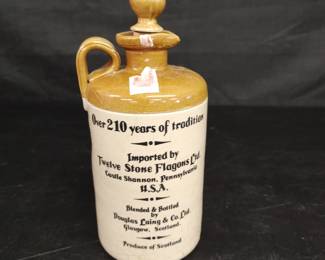 Over 210 years of tradition
Imported by
Twelve Stone Flagons Ltd.
Castle Shannon, Pennsylvania
U.S.A.
Blended & Bottled
by
Douglas Laing & Co. Ltd.
Glasgow, Scotland.
Produce of Scotland